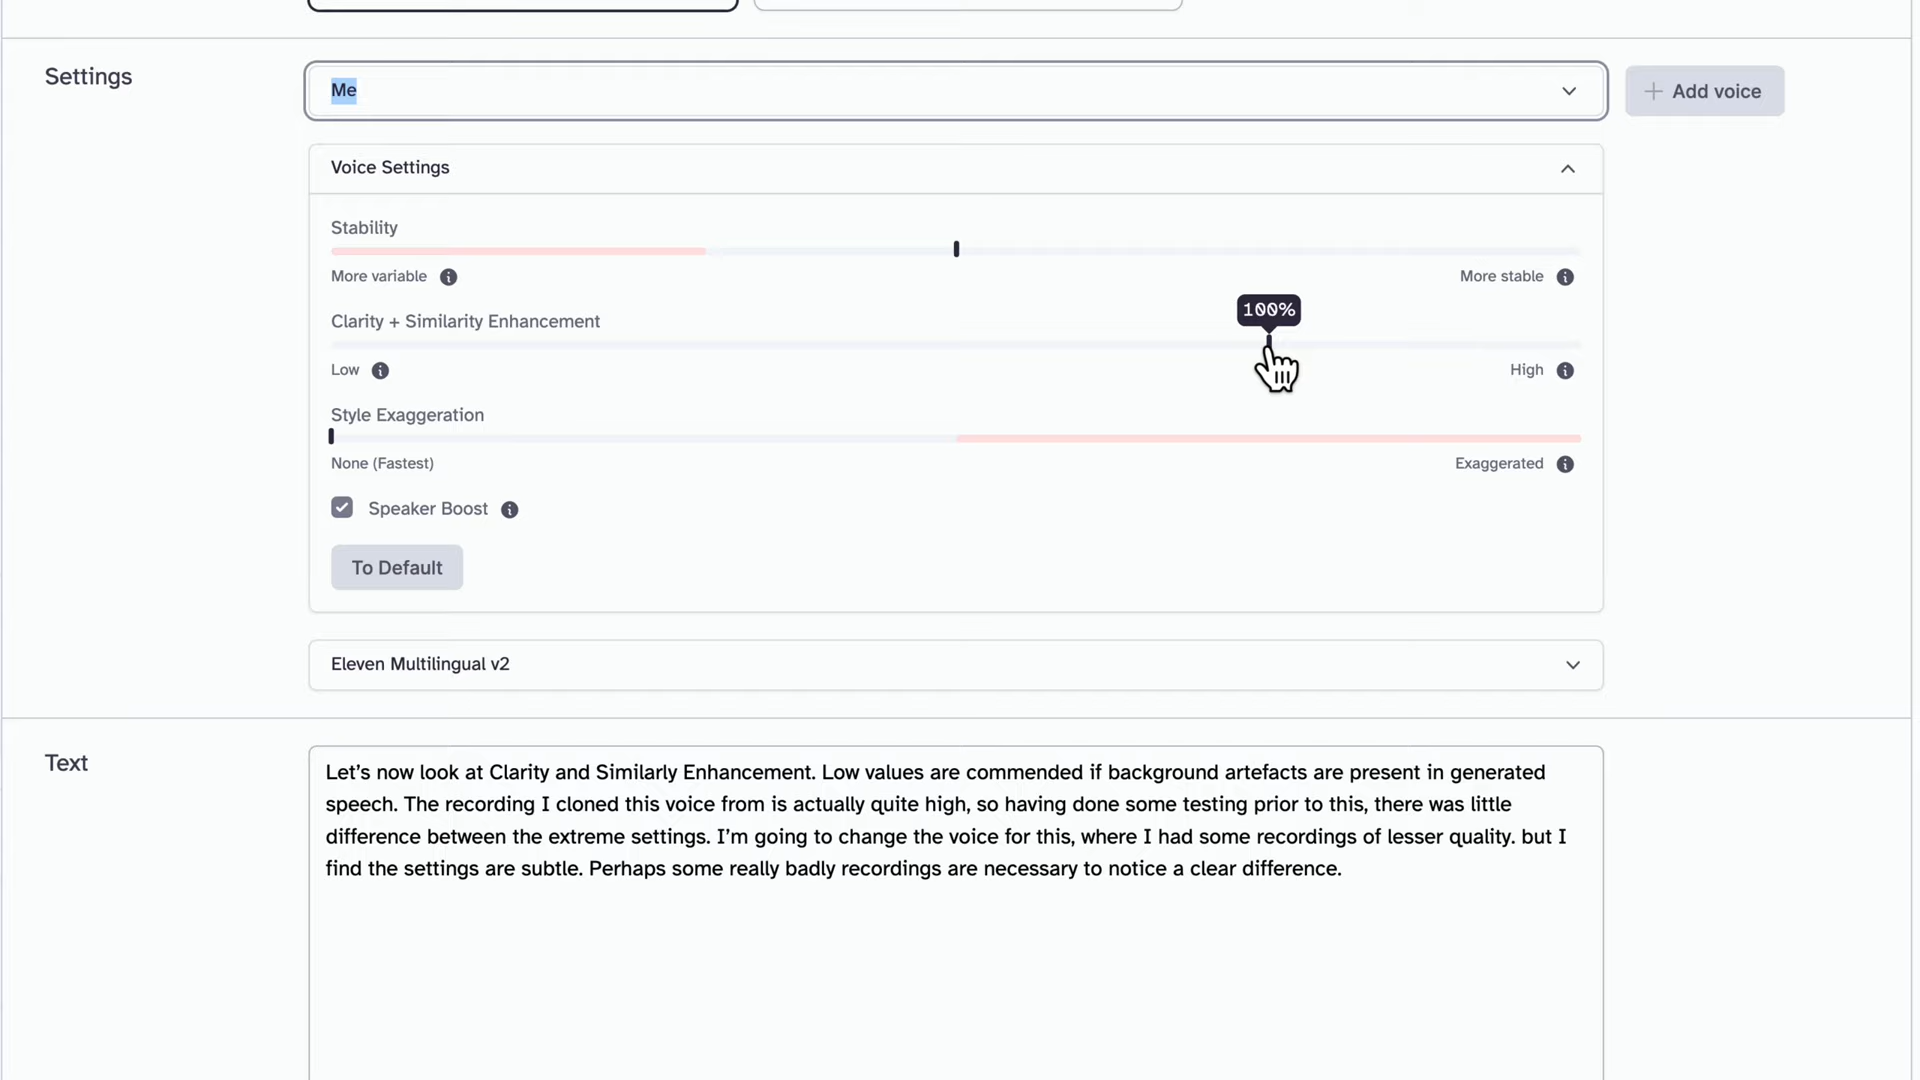 Settings
Me
Add voice
Voice Settings
Stability
More variable
More stable
100%
Clarity + Similarity Enhancement
Low
High
Style Exaggeration
None (Fastest)
Exaggerated
Speaker Boost
To Default
Eleven Multilingual v2
Text
Let’s now look at Clarity and Similarly Enhancement. Low values are commended if background artefacts are present in generated
speech. The recording I cloned this voice from is actually quite high, so having done some testing prior to this, there was little
difference between the extreme settings. I’m going to change the voice for this, where I had some recordings of lesser quality. but I
find the settings are subtle. Perhaps some really badly recordings are necessary to notice a clear difference.